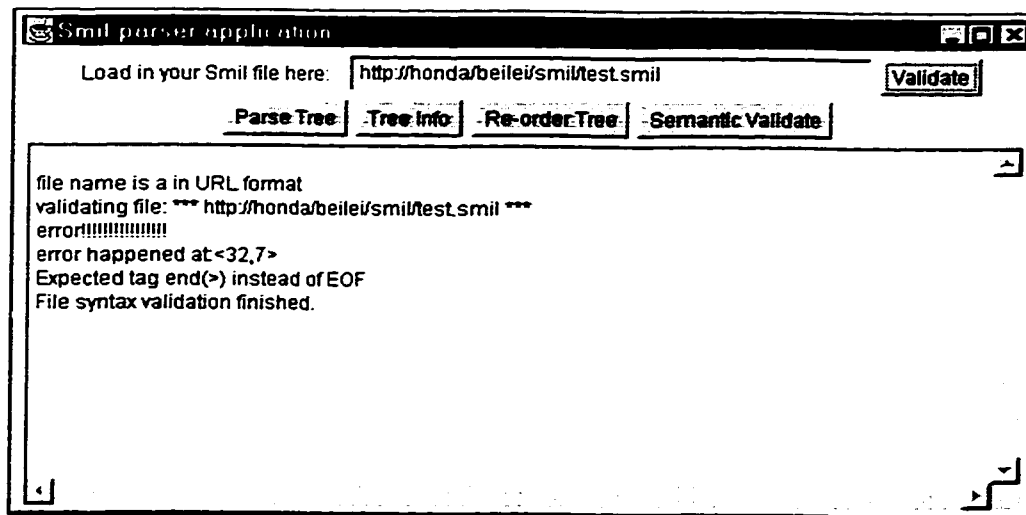 Smil parser application
Load in your Smil file here: http://honda/beilei/smil/test.smil Validate
Parse Tree Tree Info Re-order Tree Semantic Validate
file name is a in URL format
validating file: *** http://honda/beilei/smil/test.smil ***
error!!!!!!!!!!!!!!!!
error happened at:<32,7>
Expected tag end(>) instead of EOF
File syntax validation finished.